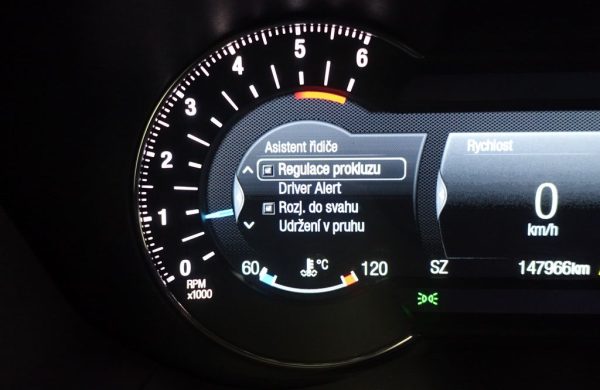 6
5
4
3
2
1
0
RPM
x1000
Asistent řidiče
Regulace prokluzu
Driver Alert
Rozj. do svahu
Udržení v pruhu
60 °C 120
Rychlost
0
km/h
SZ 147966km